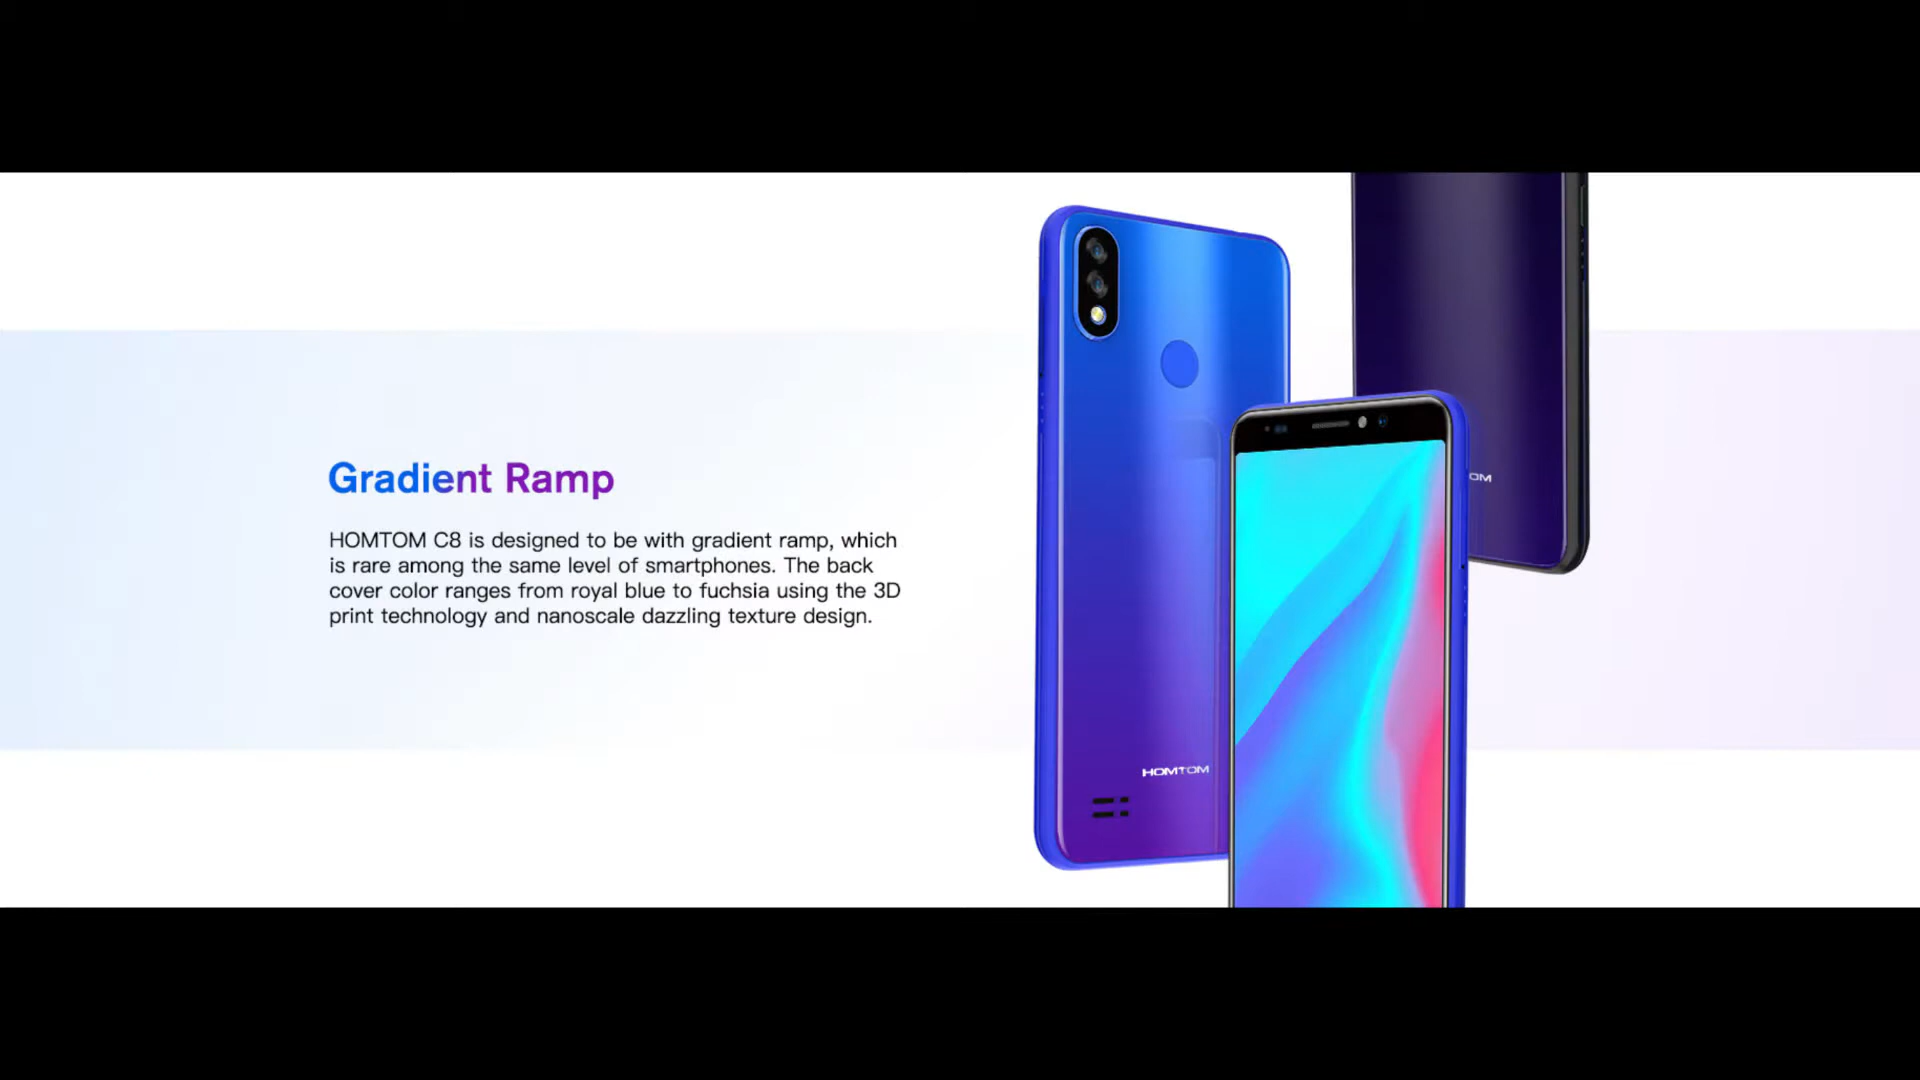 Gradient Ramp
HOMTOM C8 is designed to be with gradient ramp, which
is rare among the same level of smartphones. The back
cover color ranges from royal blue to fuchsia using the 3D
print technology and nanoscale dazzling texture design.
OM
HOMTOM